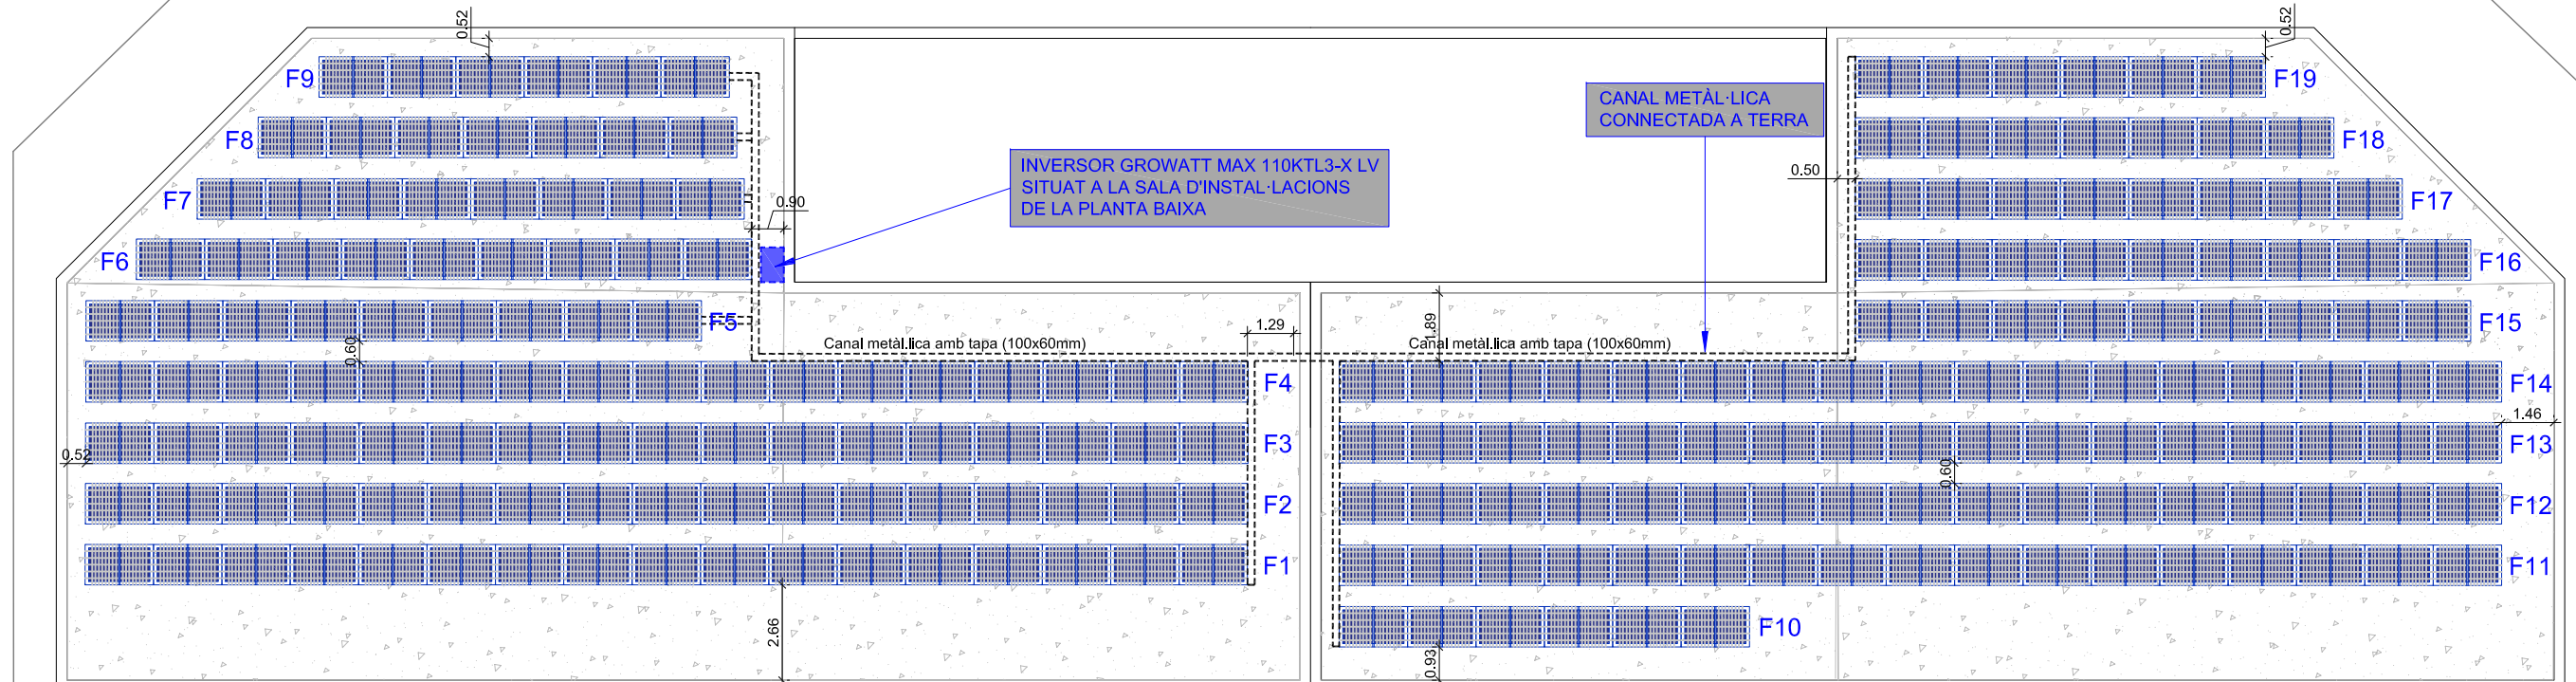 0.52
0.52
F9
F19
CANAL METÀL·LICA
CONNECTADA A TERRA
F8
F18
INVERSOR GROWATT MAX 110KTL3-X LV
SITUAT A LA SALA D'INSTAL·LACIONS
DE LA PLANTA BAIXA
0.50
F7
0.90
F17
F6
F16
F5
1.29
1.89
F15
0.60
Canal metàl.lica amb tapa (100x60mm)
Canal metàl.lica amb tapa (100x60mm)
F4
F14
1.46
F3
F13
0.52
0.60
F2
F12
F1
F11
2.66
F10
0.93